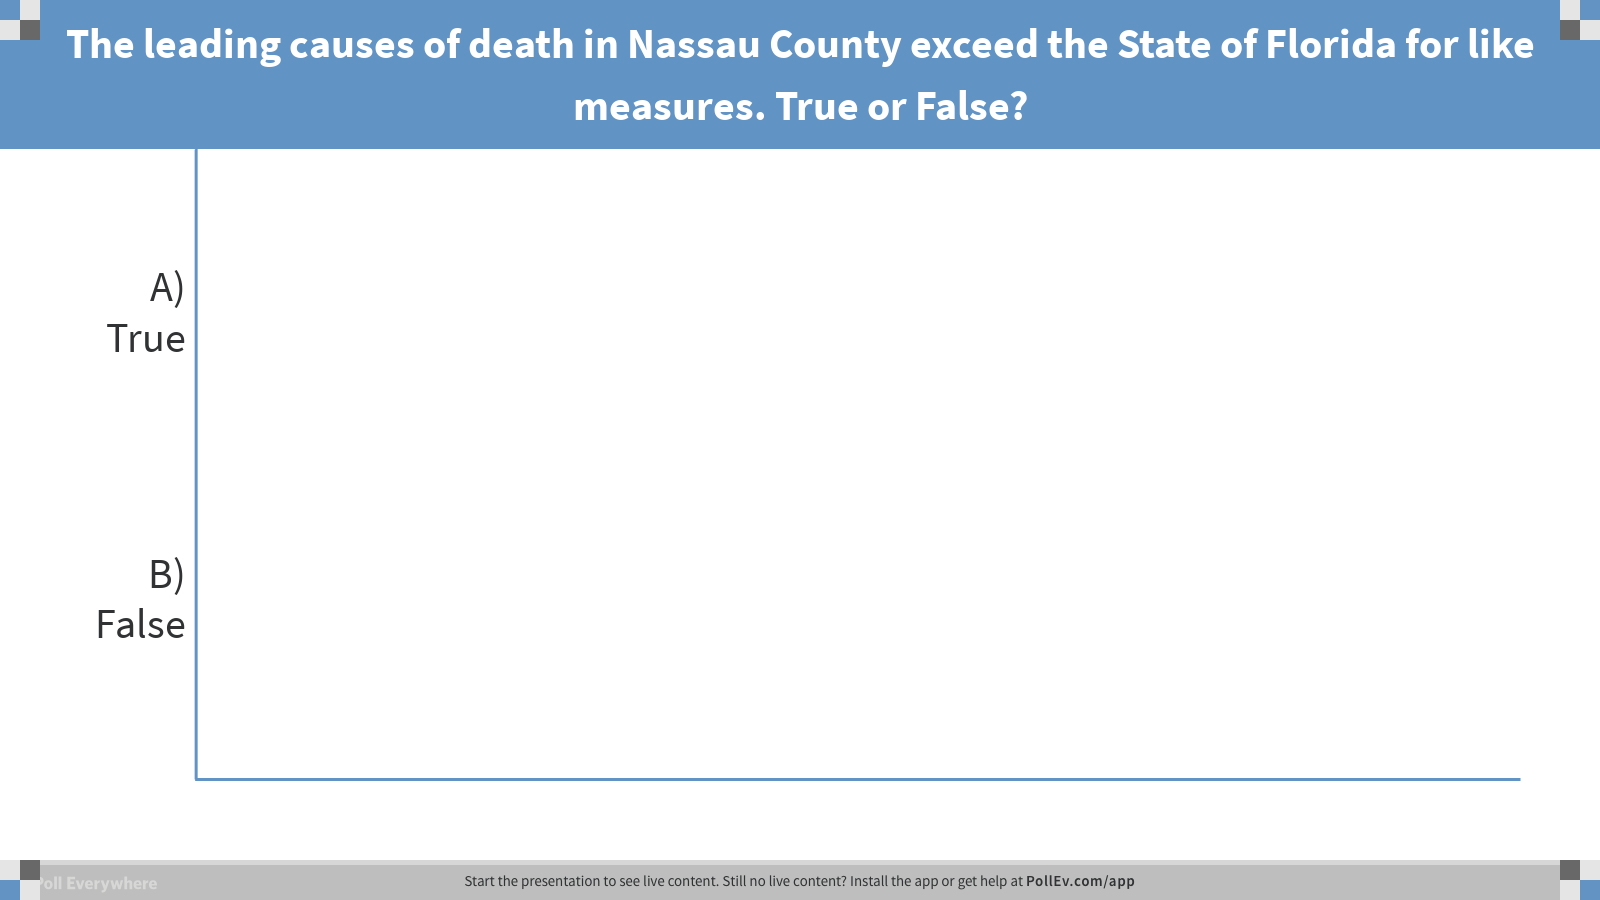 The leading causes of death in Nassau County exceed the State of Florida for like
measures. True or False?
A)
True
B)
False
Poll Everywhere
Start the presentation to see live content. Still no live content? Install the app or get help at PollEv.com/app